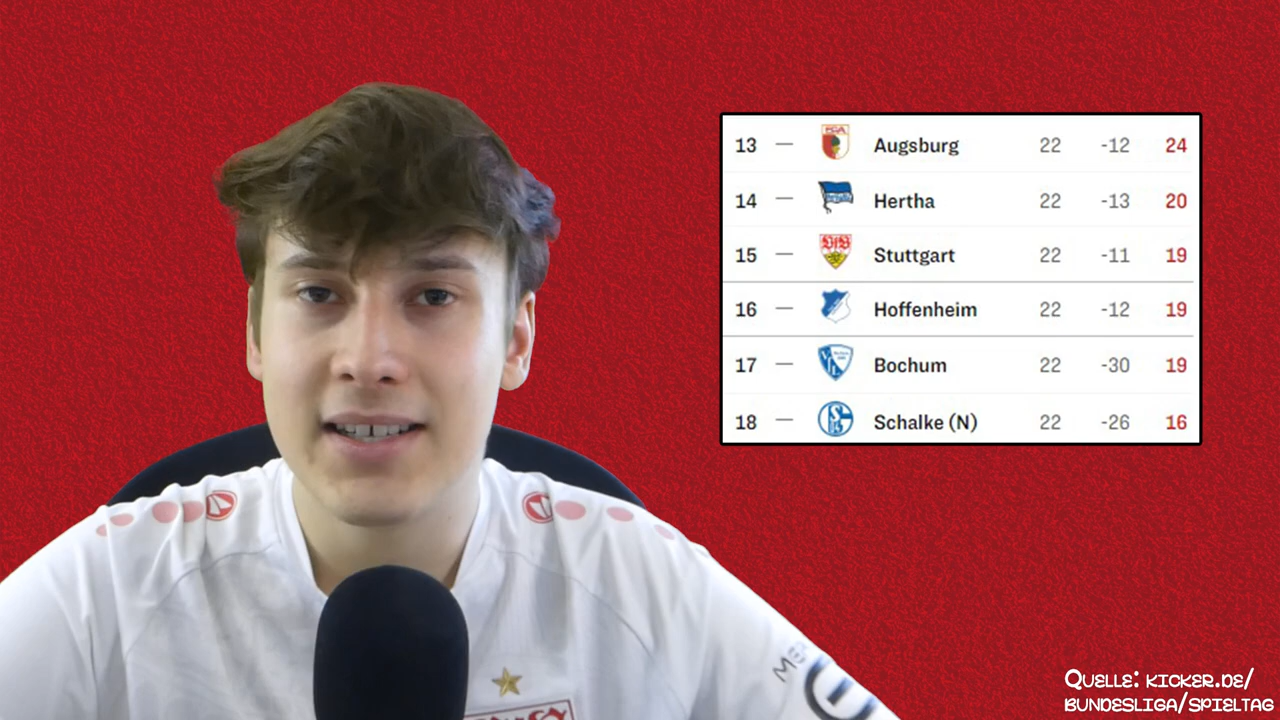 13 — Augsburg 22 -12 24
14 — Hertha 22 -13 20
15 — Stuttgart 22 -11 19
16 — Hoffenheim 22 -12 19
17 — Bochum 22 -30 19
18 — Schalke (N) 22 -26 16
Quelle: kicker.de/
bundesliga/spieltag